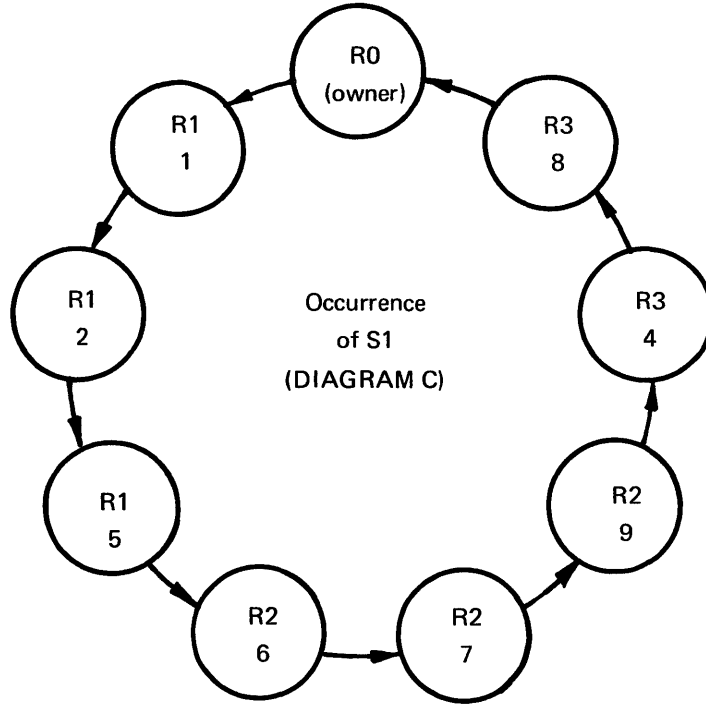 R0
(owner)
R1
1
R1
2
R1
5
R2
6
R2
7
R2
9
R3
4
R3
8
Occurrence
of S1
(DIAGRAM C)